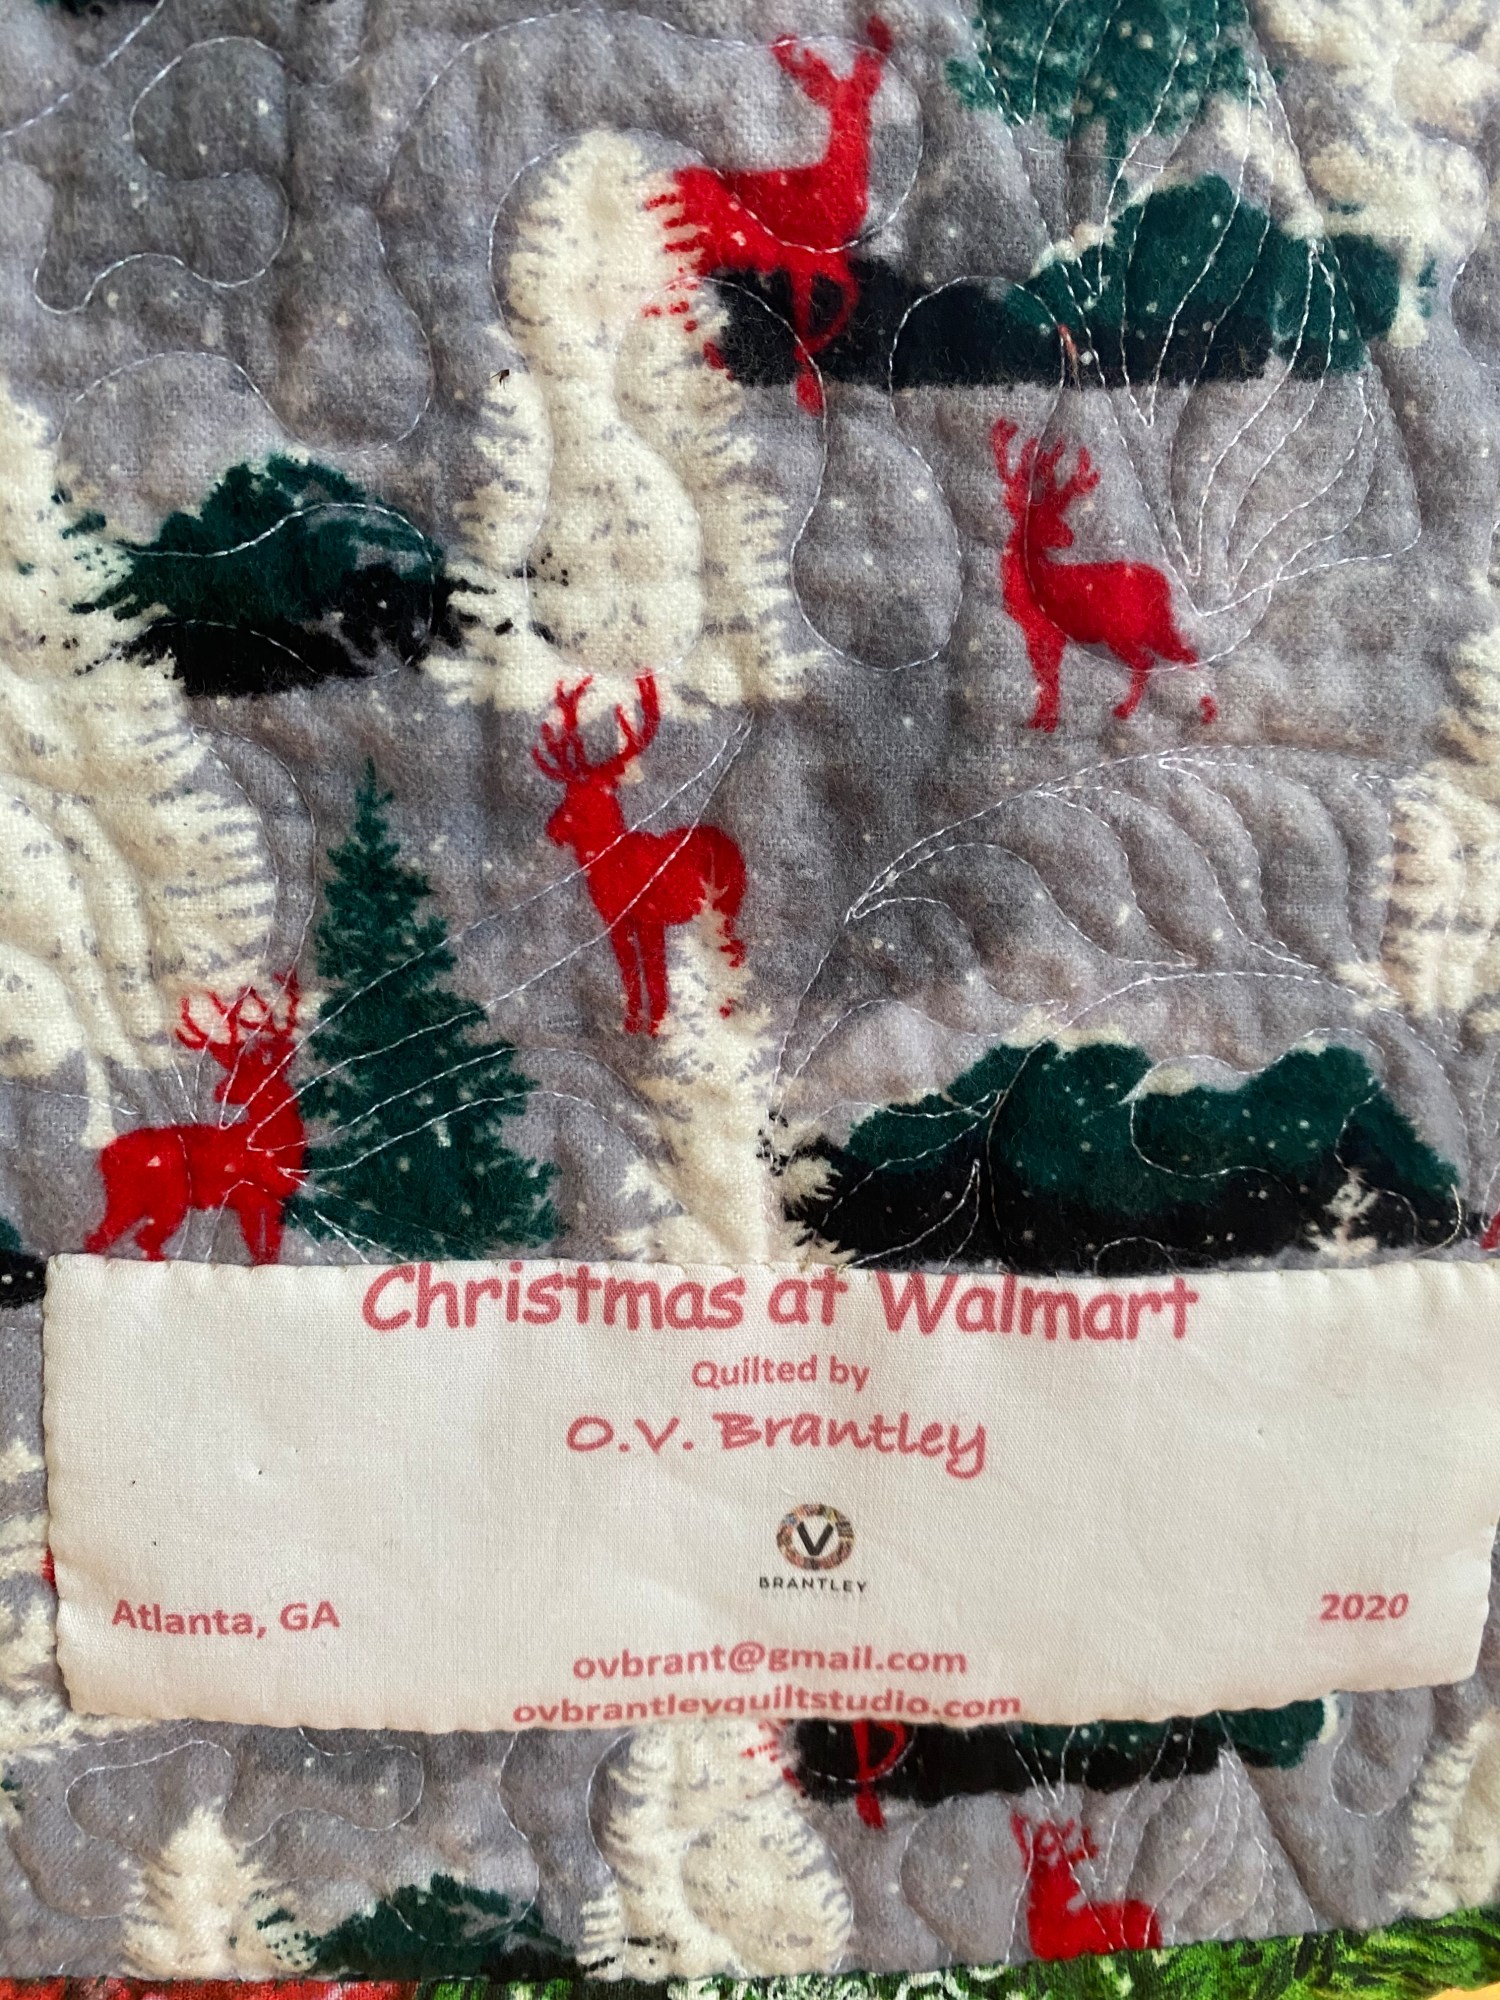 Christmas at Walmart
Quilted by
O.V. Brantley
V
BRANTLEY
Atlanta, GA
2020
ovbrant@gmail.com
ovbrantleyquiltstudio.com